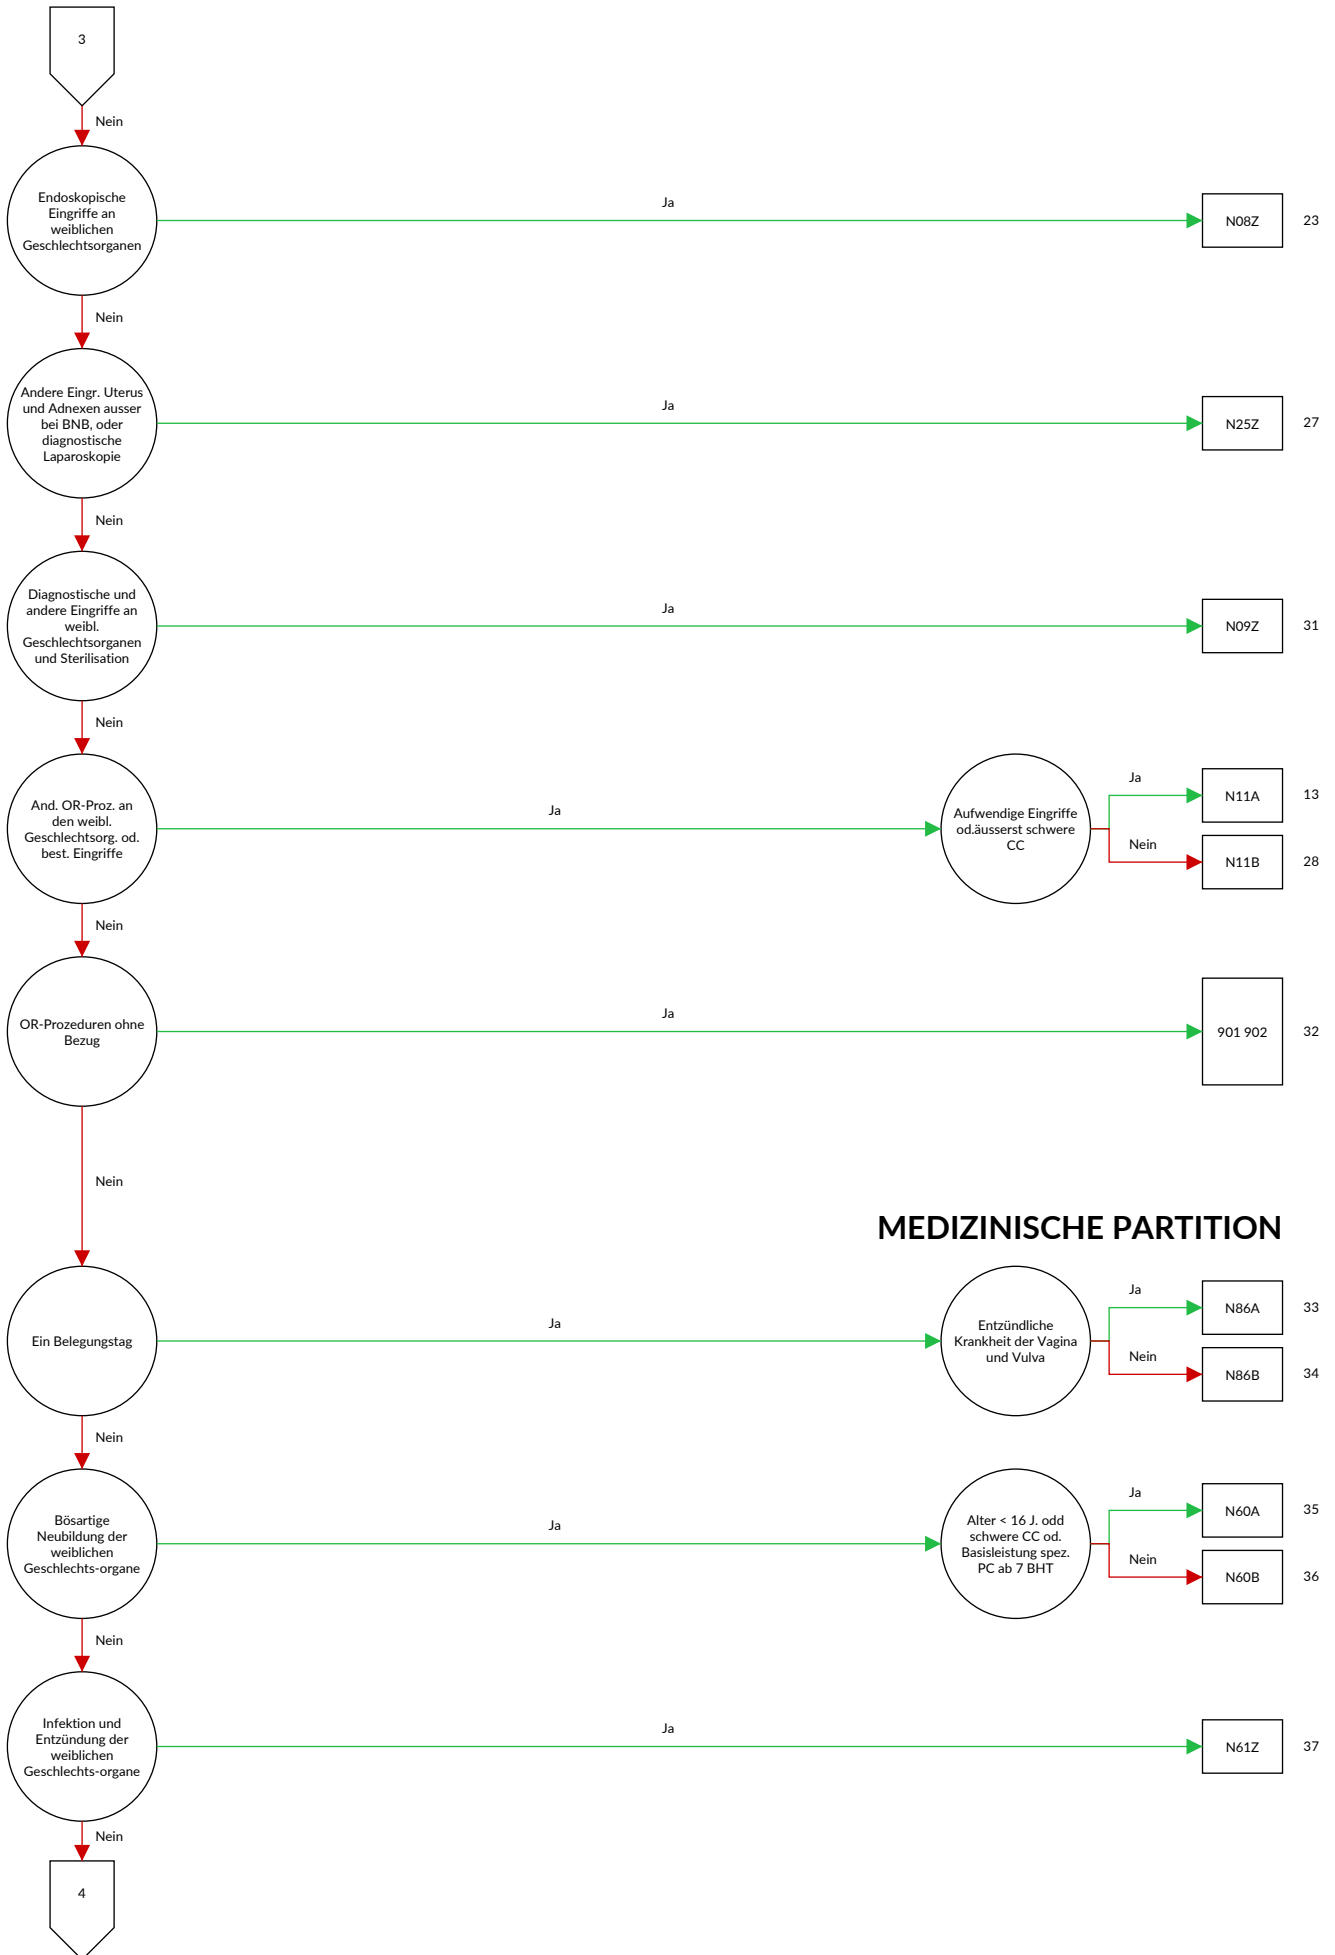 3
Nein
Endoskopische
Eingriffe an
weiblichen
Geschlechtsorganen
Ja
N08Z
23
Nein
Andere Eingr. Uterus
und Adnexen ausser
bei BNB, oder
diagnostische
Laparoskopie
Ja
N25Z
27
Nein
Diagnostische und
andere Eingriffe an
weibl.
Geschlechtsorganen
und Sterilisation
Ja
N09Z
31
Nein
And. OR-Proz. an
den weibl.
Geschlechtsorg. od.
best. Eingriffe
Ja
Aufwendige Eingriffe
od.äusserst schwere
CC
Ja
N11A
13
Nein
N11B
28
Nein
OR-Prozeduren ohne
Bezug
Ja
901 902
32
Nein
MEDIZINISCHE PARTITION
Ein Belegungstag
Ja
Entzündliche
Krankheit der Vagina
und Vulva
Ja
N86A
33
Nein
N86B
34
Nein
Bösartige
Neubildung der
weiblichen
Geschlechts-organe
Ja
Alter < 16 J. odd
schwere CC od.
Basisleistung spez.
PC ab 7 BHT
Ja
N60A
35
Nein
N60B
36
Nein
Infektion und
Entzündung der
weiblichen
Geschlechts-organe
Ja
N61Z
37
Nein
4